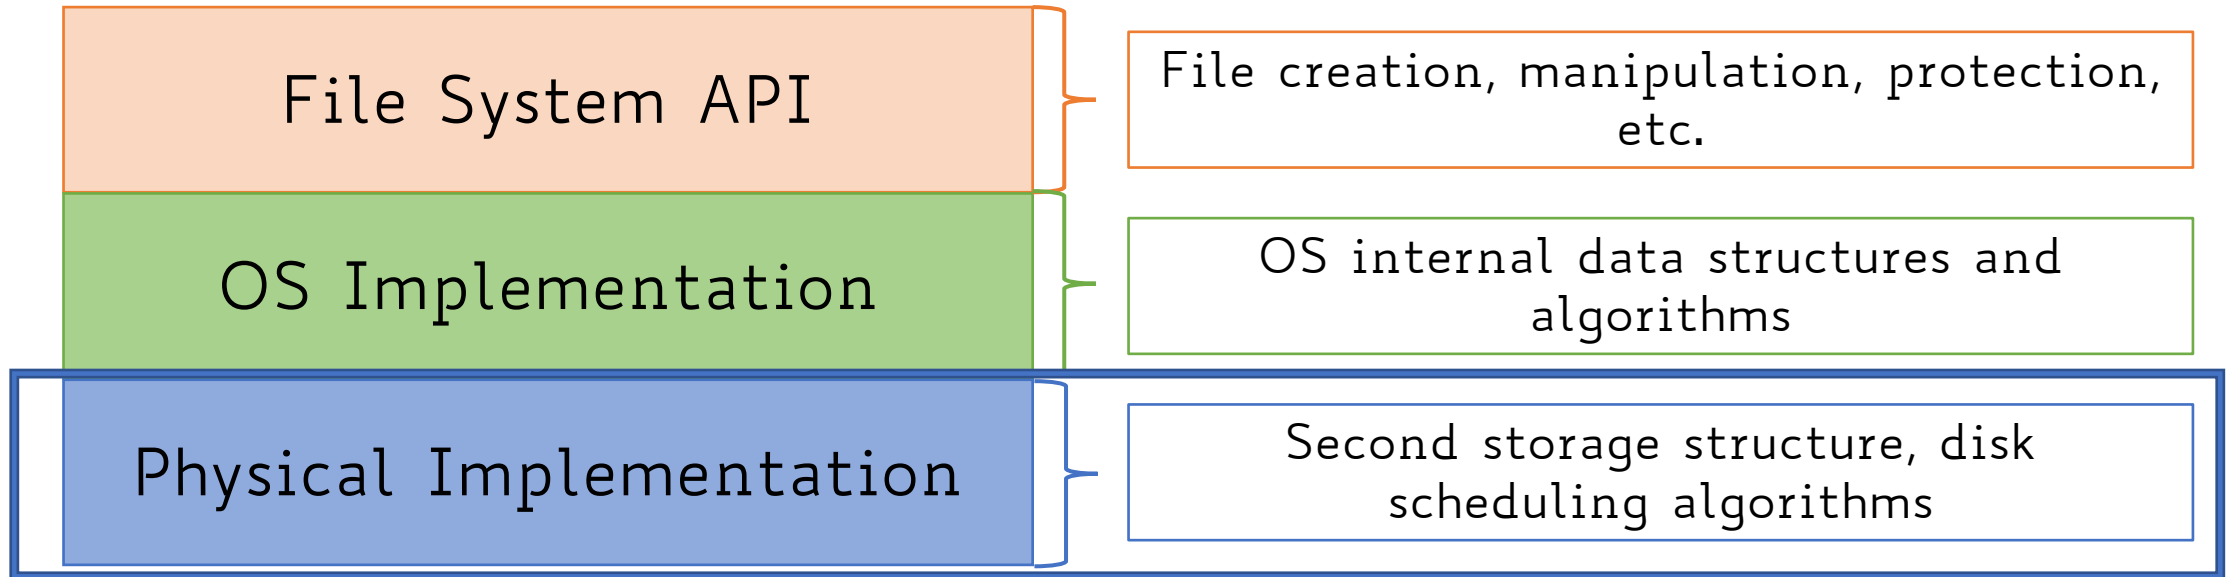 File System API
File creation, manipulation, protection,
etc.
OS Implementation
OS internal data structures and
algorithms
Physical Implementation
Second storage structure, disk
scheduling algorithms